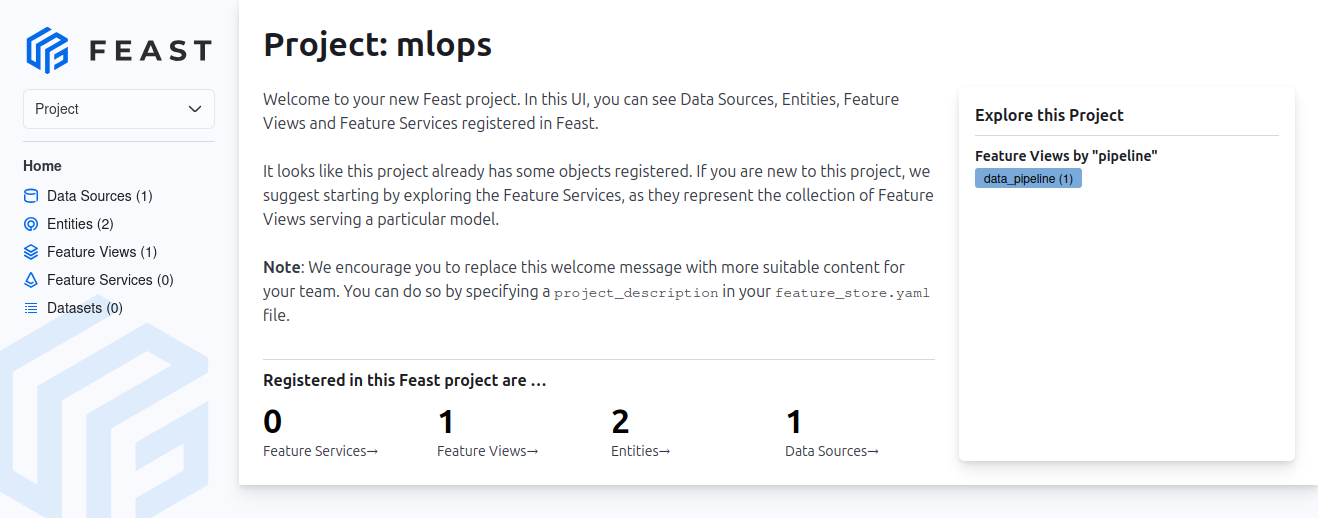 FEAST
Project
Home
Data Sources (1)
Entities (2)
Feature Views (1)
Feature Services (0)
Datasets (0)
Project: mlops
Welcome to your new Feast project. In this UI, you can see Data Sources, Entities, Feature
Views and Feature Services registered in Feast.
It looks like this project already has some objects registered. If you are new to this project, we
suggest starting by exploring the Feature Services, as they represent the collection of Feature
Views serving a particular model.
Note: We encourage you to replace this welcome message with more suitable content for
your team. You can do so by specifying a project_description in your feature_store.yaml
file.
Registered in this Feast project are …
0 1 2 1
Feature Services→ Feature Views→ Entities→ Data Sources→
Explore this Project
Feature Views by "pipeline"
data_pipeline (1)